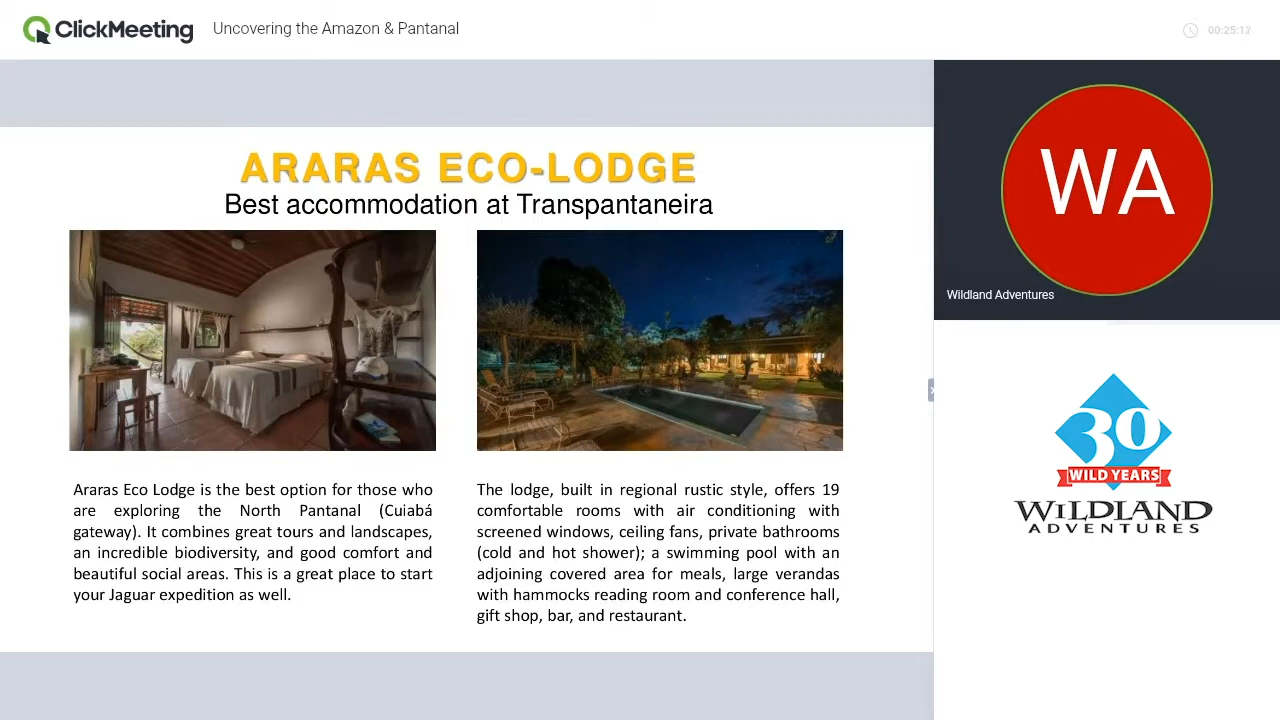 ClickMeeting
Uncovering the Amazon & Pantanal
00:25:17
ARARAS ECO-LODGE
Best accommodation at Transpantaneira
Araras Eco Lodge is the best option for those who
are exploring the North Pantanal (Cuiabá
gateway). It combines great tours and landscapes,
an incredible biodiversity, and good comfort and
beautiful social areas. This is a great place to start
your Jaguar expedition as well.
The lodge, built in regional rustic style, offers 19
comfortable rooms with air conditioning with
screened windows, ceiling fans, private bathrooms
(cold and hot shower); a swimming pool with an
adjoining covered area for meals, large verandas
with hammocks reading room and conference hall,
gift shop, bar, and restaurant.
WA
Wildland Adventures
30
WILD YEARS
WILDLAND
ADVENTURES